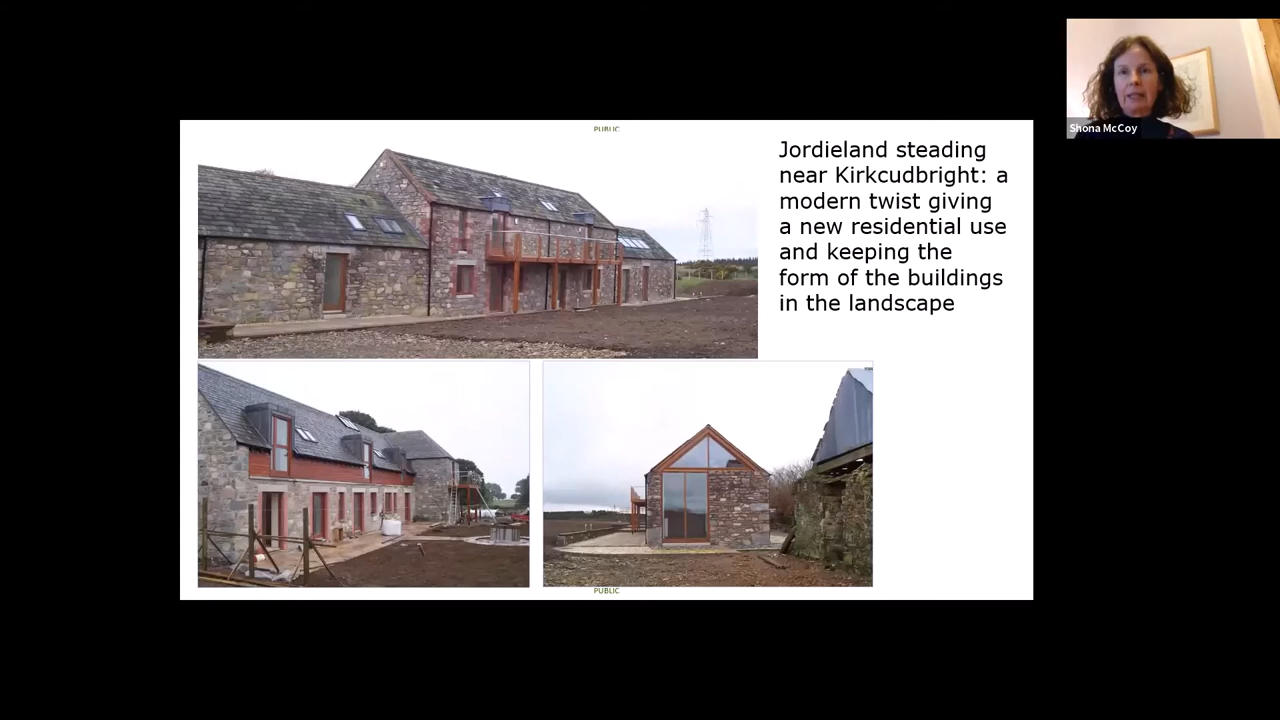 PUBLIC
Jordieland steading
near Kirkcudbright: a
modern twist giving
a new residential use
and keeping the
form of the buildings
in the landscape
PUBLIC
Shona McCoy